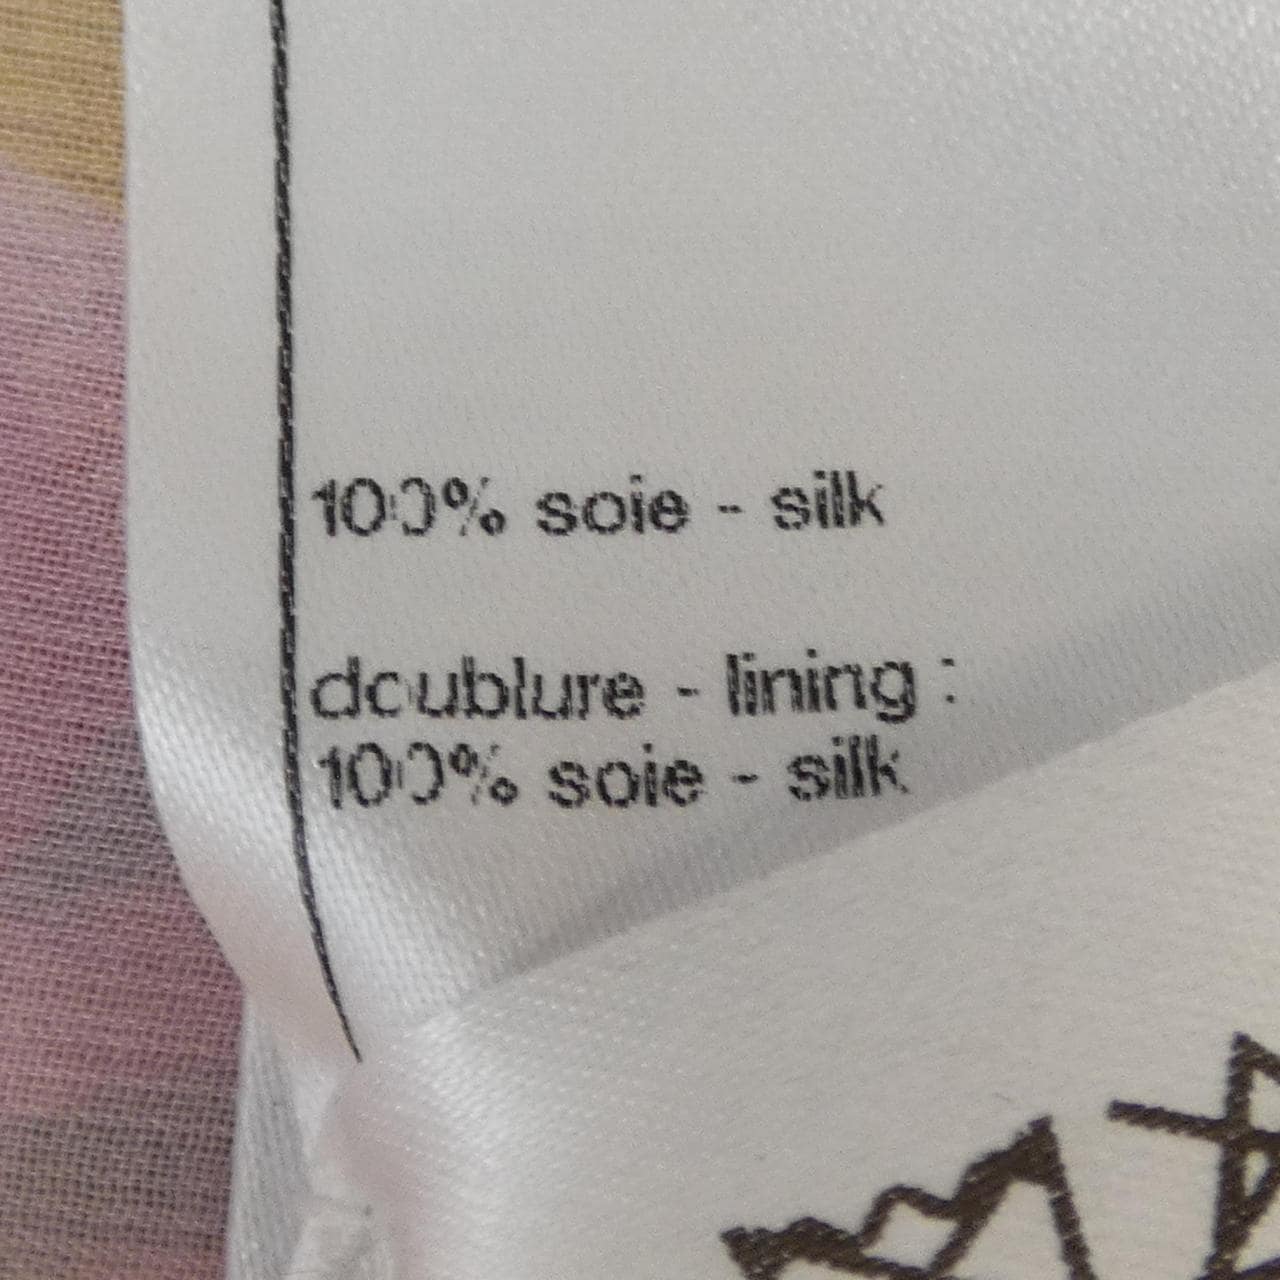 100% soie - silk
doublure - lining :
100% soie - silk